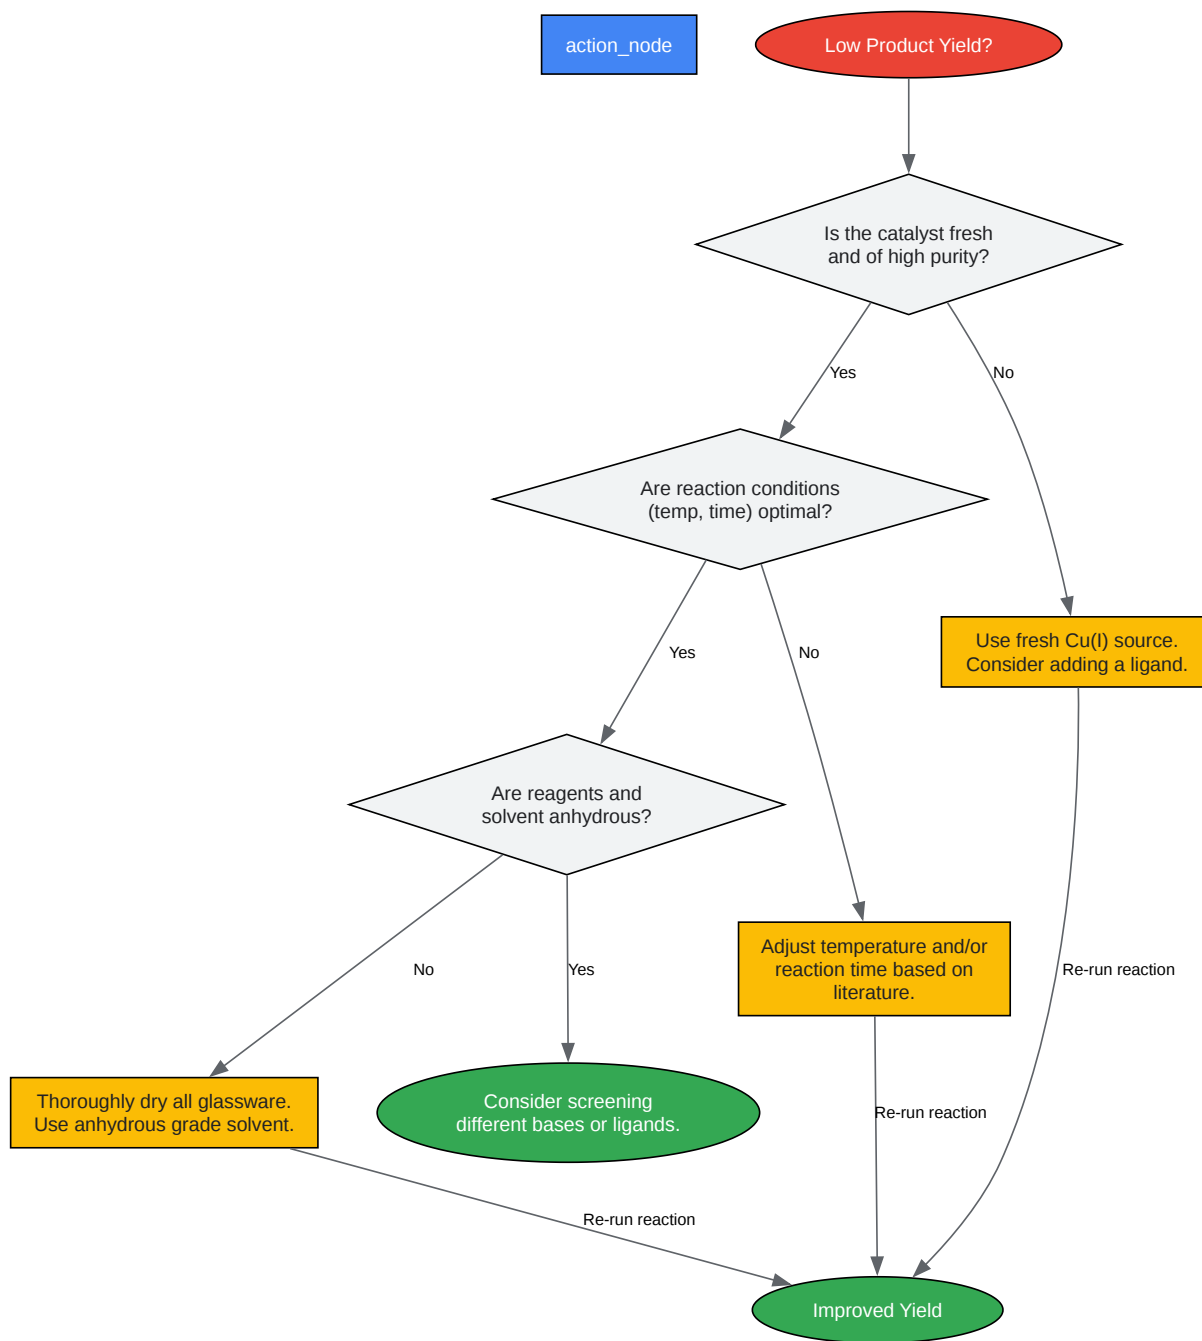 action_node
Low Product Yield?
Is the catalyst fresh
and of high purity?
Yes
No
Are reaction conditions
(temp, time) optimal?
Yes
No
Use fresh Cu(I) source.
Consider adding a ligand.
Are reagents and
solvent anhydrous?
No
Yes
Adjust temperature and/or
reaction time based on
literature.
Re-run reaction
Thoroughly dry all glassware.
Use anhydrous grade solvent.
Consider screening
different bases or ligands.
Re-run reaction
Re-run reaction
Improved Yield